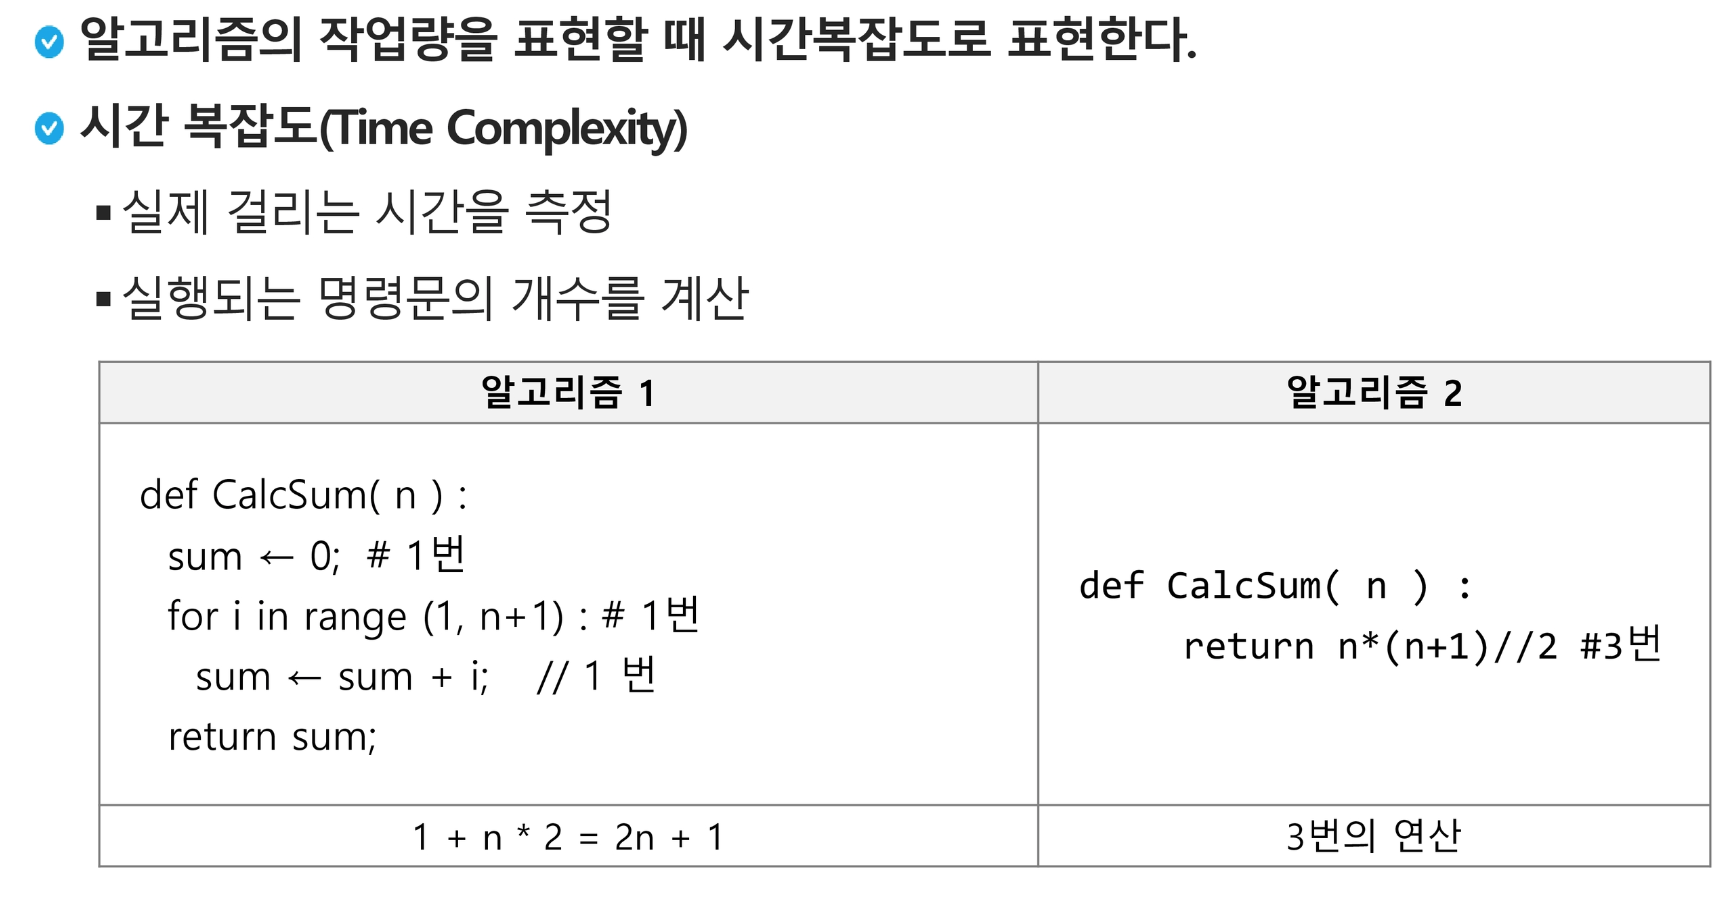 알고리즘의 작업량을 표현할 때 시간복잡도로 표현한다.
시간 복잡도(Time Complexity)
▪ 실제 걸리는 시간을 측정
▪ 실행되는 명령문의 개수를 계산
알고리즘 1
def CalcSum( n ) :
sum ← 0; # 1번
for i in range (1, n+1) : # 1번
sum ← sum + i; // 1 번
return sum;
1 + n * 2 = 2n + 1
알고리즘 2
def CalcSum( n ) :
return n*(n+1)//2 #3번
3번의 연산